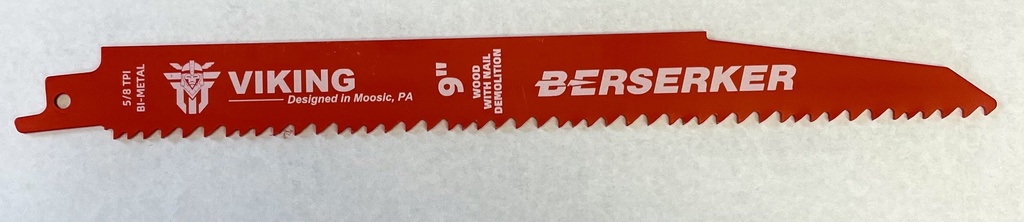 5/8 TPI
BI-METAL
VIKING
Designed in Moosic, PA
9"
WOOD
WITH NAIL
DEMOLITION
BERSERKER